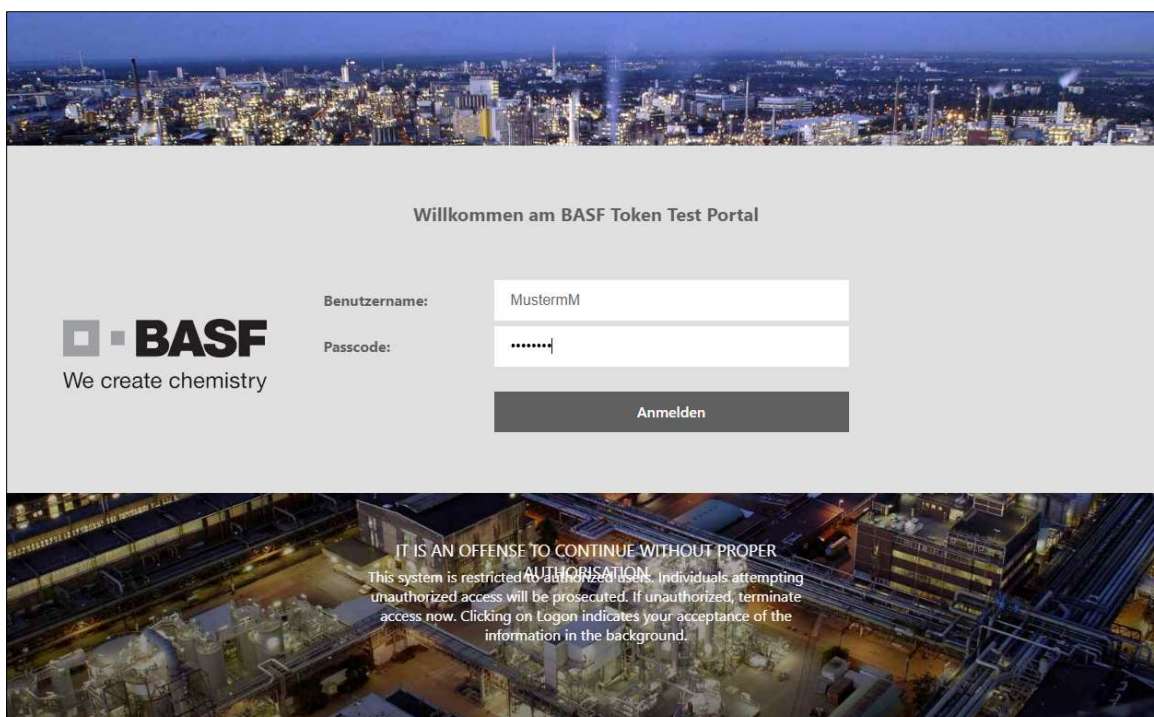 Willkommen am BASF Token Test Portal
Benutzername:
MustermM
BASF
We create chemistry
Passcode:
••••••••
Anmelden
IT IS AN OFFENSE TO CONTINUE WITHOUT PROPER
AUTHORISATION.
This system is restricted to authorized users. Individuals attempting
unauthorized access will be prosecuted. If unauthorized, terminate
access now. Clicking on Logon indicates your acceptance of the
information in the background.